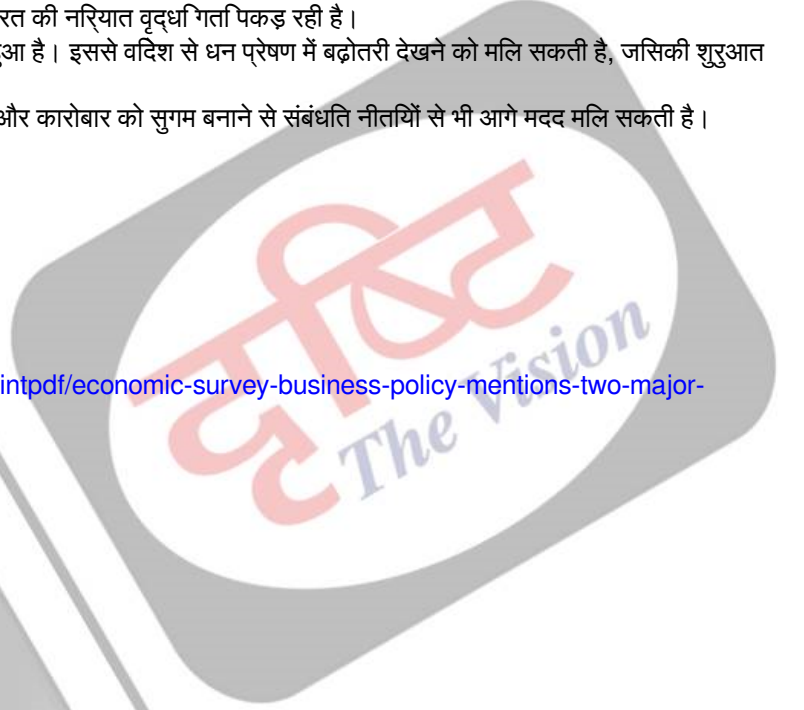 रत की निर्यात वृद्धि गति पकड़ रही है।
हुआ है। इससे विदेश से धन प्रेषण में बढ़ोतरी देखने को मिल सकती है, जिसकी शुरुआत
और कारोबार को सुगम बनाने से संबंधित नीतियों से भी आगे मदद मिल सकती है।
दृष्टि
The Vision
intpdf/economic-survey-business-policy-mentions-two-major-